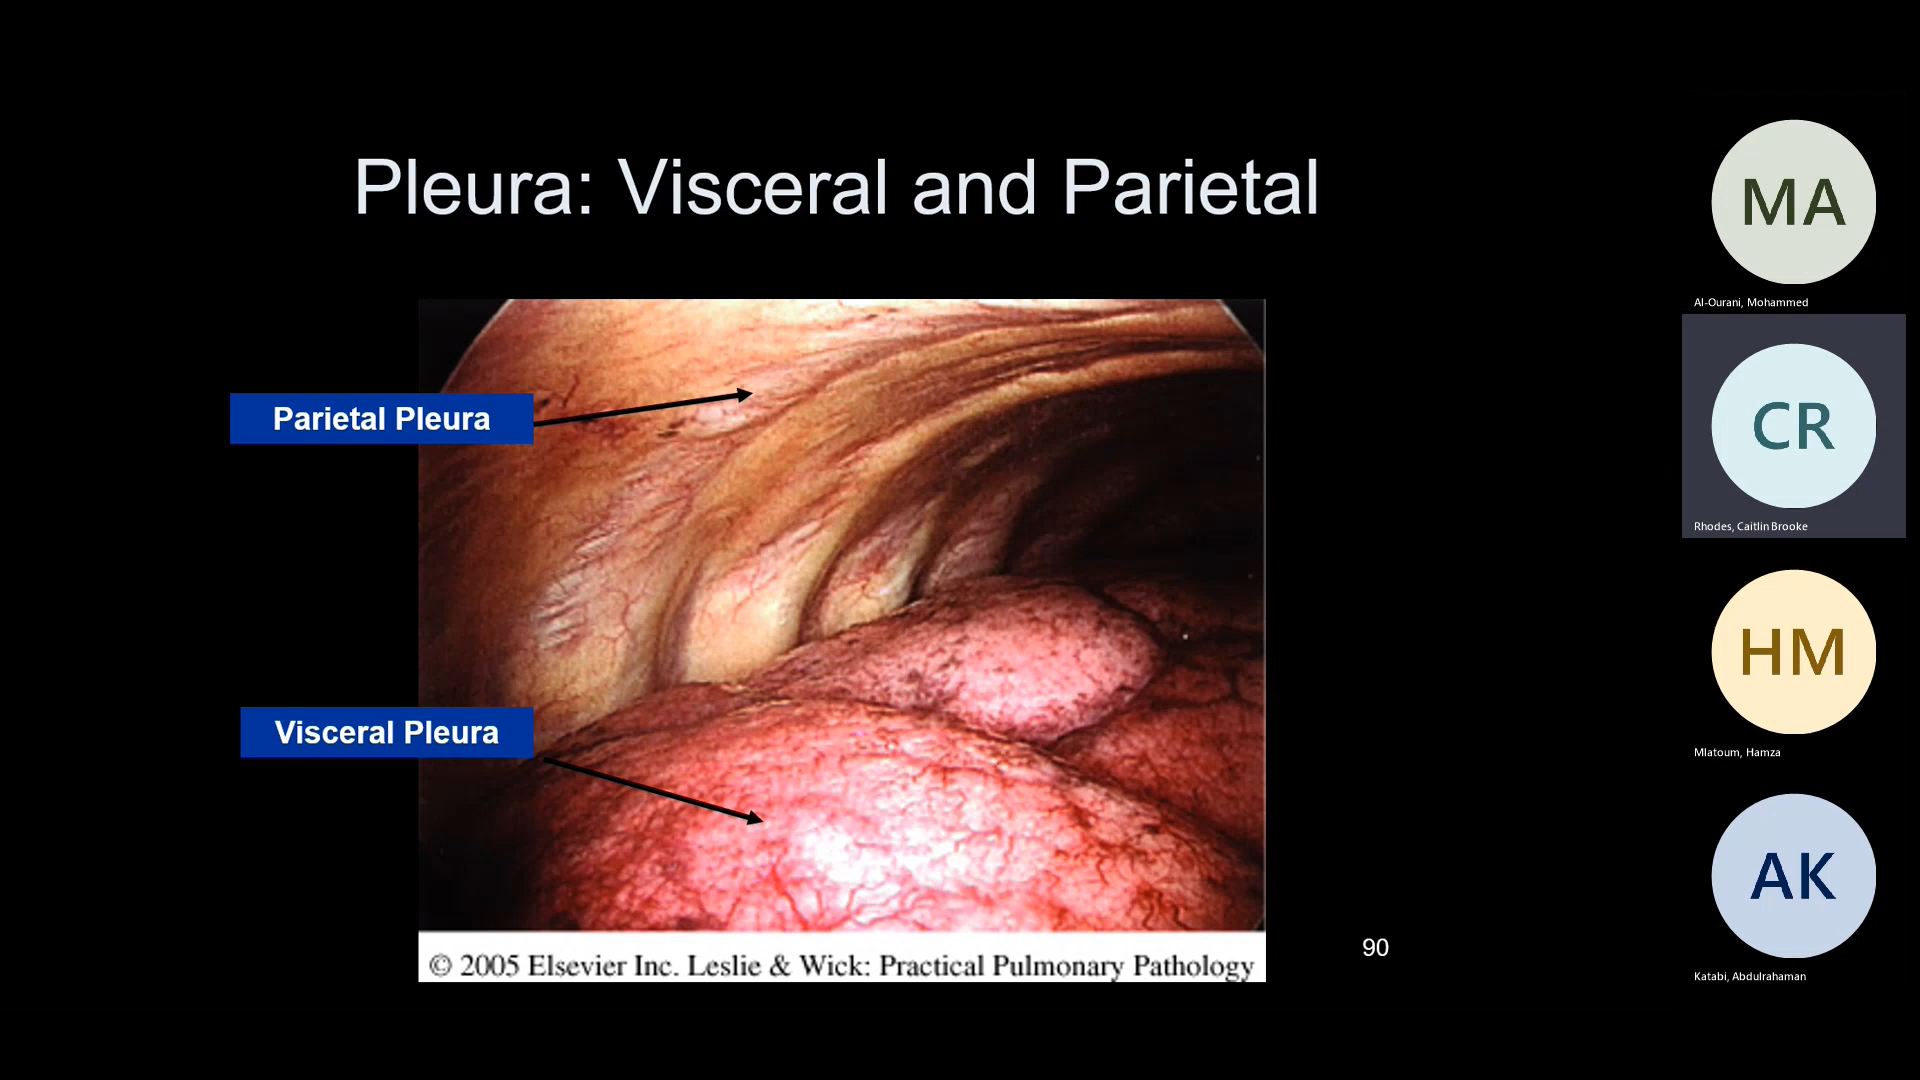 Pleura: Visceral and Parietal
Parietal Pleura
Visceral Pleura
© 2005 Elsevier Inc. Leslie & Wick: Practical Pulmonary Pathology
90
MA
Al-Ourani, Mohammed
CR
Rhodes, Caitlin Brooke
HM
Mlatoum, Hamza
AK
Katabi, Abdulrahaman